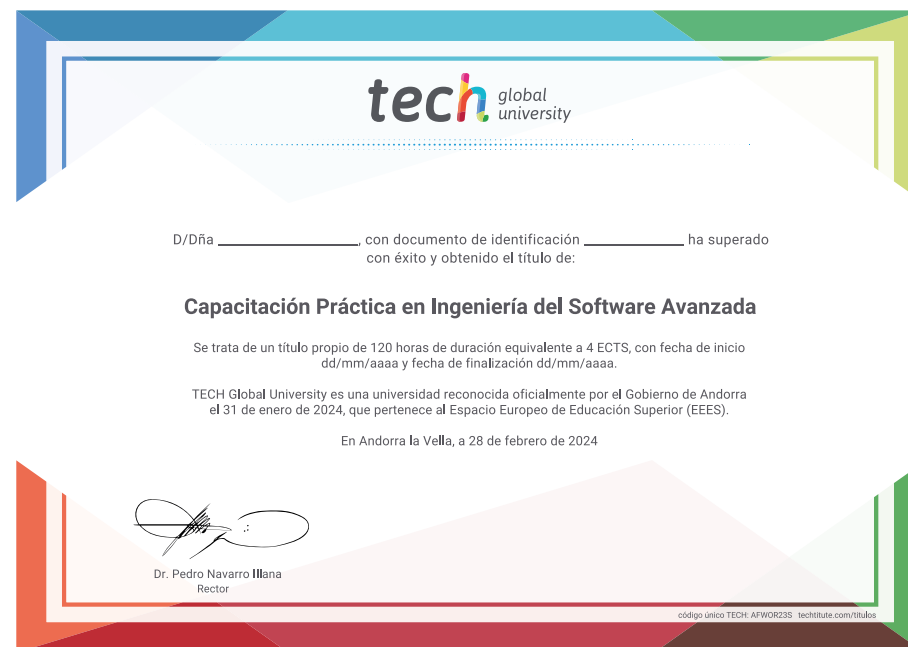 tech global
university
D/Dña ____________________, con documento de identificación ______________ ha superado
con éxito y obtenido el título de:
Capacitación Práctica en Ingeniería del Software Avanzada
Se trata de un título propio de 120 horas de duración equivalente a 4 ECTS, con fecha de inicio
dd/mm/aaaa y fecha de finalización dd/mm/aaaa.
TECH Global University es una universidad reconocida oficialmente por el Gobierno de Andorra
el 31 de enero de 2024, que pertenece al Espacio Europeo de Educación Superior (EEES).
En Andorra la Vella, a 28 de febrero de 2024
Dr. Pedro Navarro Illana
Rector
código único TECH: AFWOR23S techtitute.com/titulos